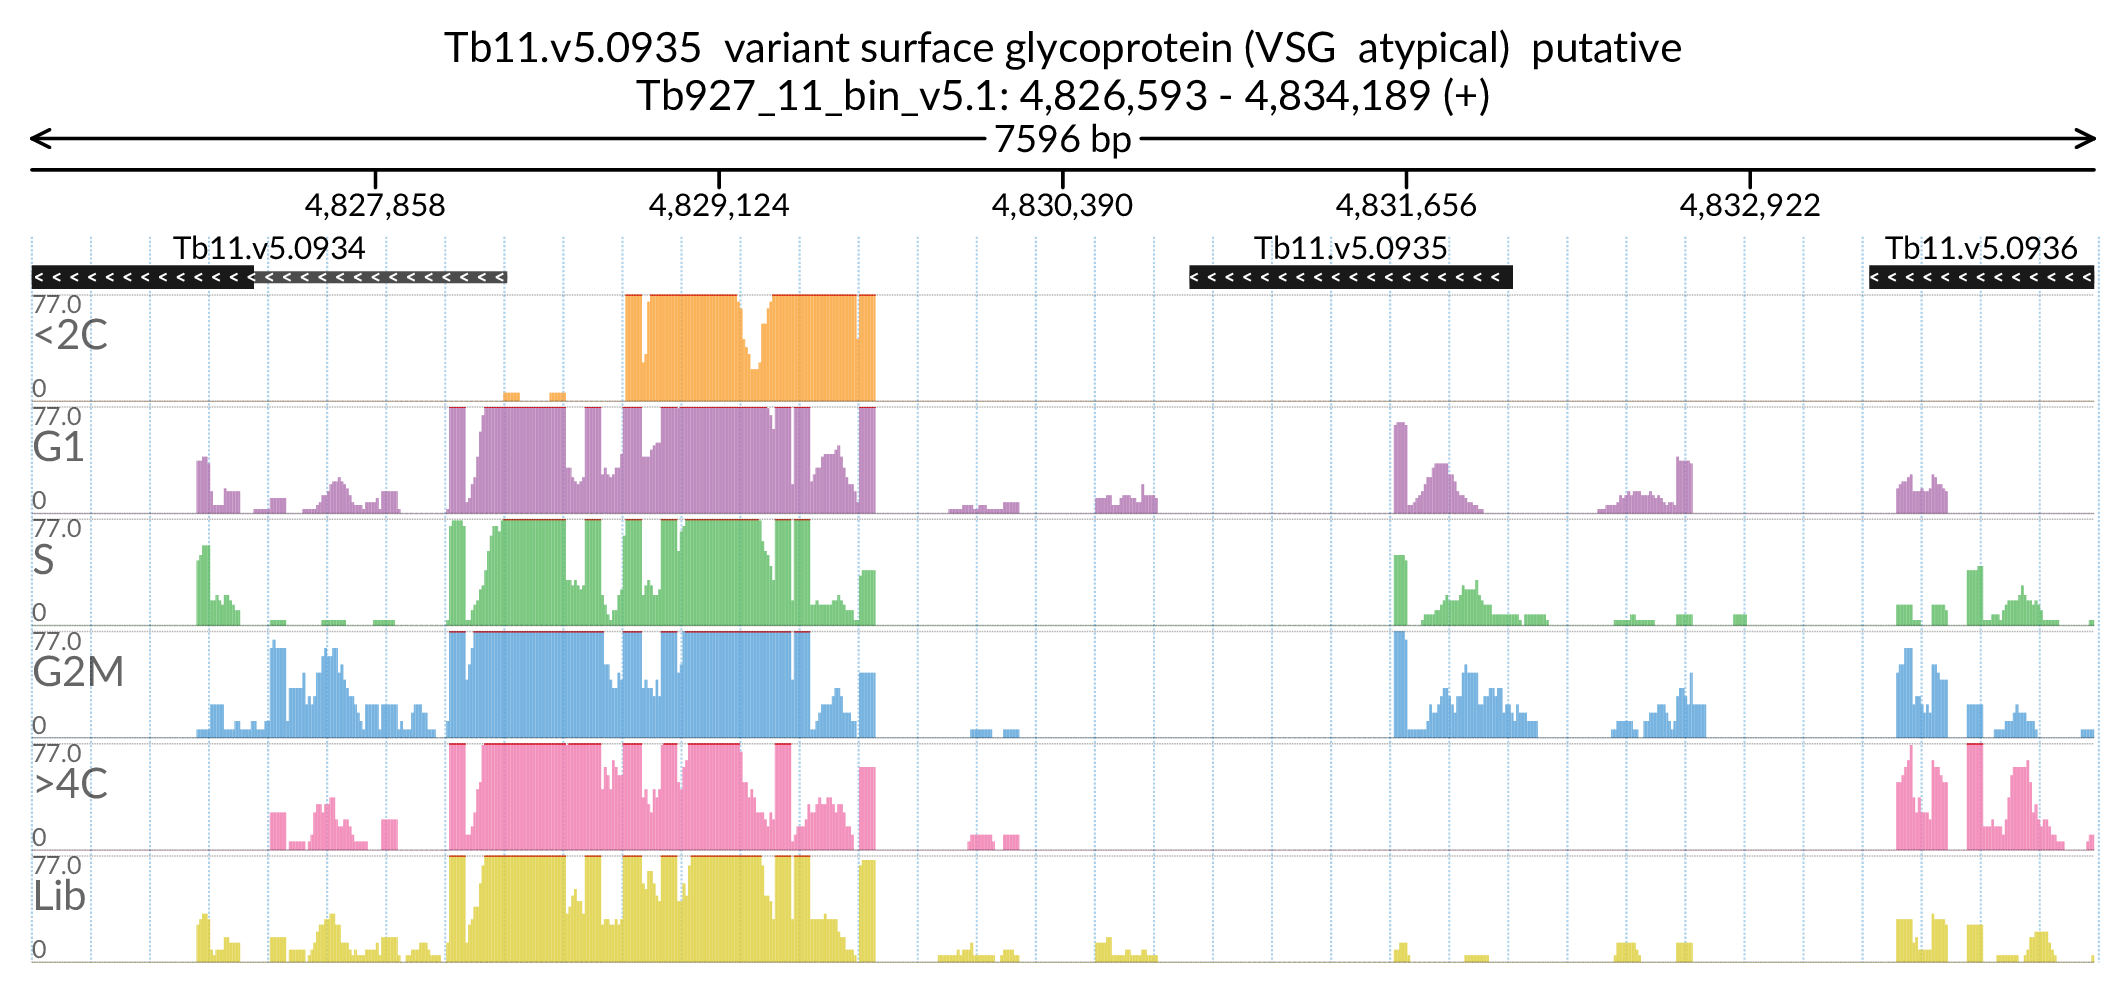 Tb11.v5.0935  variant surface glycoprotein (VSG  atypical)  putative
Tb927_11_bin_v5.1: 4,826,593 - 4,834,189 (+)
7596 bp
4,827,858 4,829,124 4,830,390 4,831,656 4,832,922
Tb11.v5.0934 Tb11.v5.0935 Tb11.v5.0936
77.0
<2C
0
77.0
G1
0
77.0
S
0
77.0
G2M
0
77.0
>4C
0
77.0
Lib
0